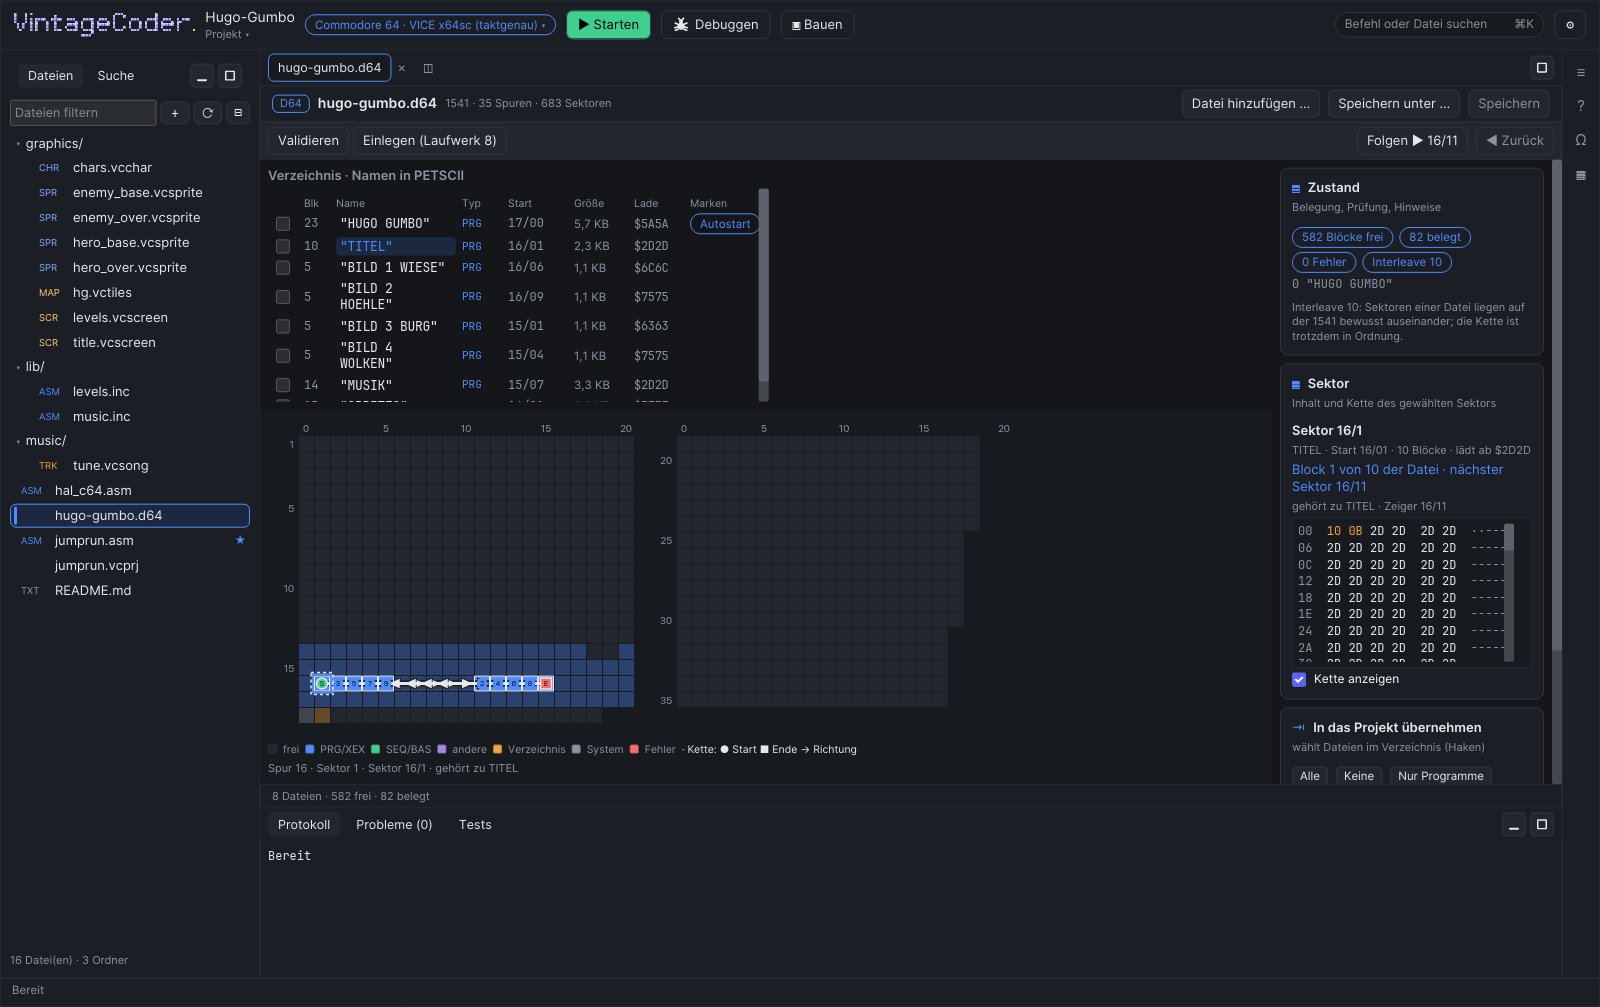 VintageCoder.
Hugo-Gumbo
Projekt
Commodore 64 · VICE x64sc (taktgenau)
Starten
Debuggen
Bauen
Befehl oder Datei suchen ⌘K
Dateien Suche
Dateien filtern
graphics/
CHR chars.vcchar
SPR enemy_base.vcsprite
SPR enemy_over.vcsprite
SPR hero_base.vcsprite
SPR hero_over.vcsprite
MAP hg.vctiles
SCR levels.vcscreen
SCR title.vcscreen
lib/
ASM levels.inc
ASM music.inc
music/
TRK tune.vcsong
ASM hal_c64.asm
hugo-gumbo.d64
ASM jumprun.asm ★
jumprun.vcprj
TXT README.md
16 Datei(en) · 3 Ordner
hugo-gumbo.d64 ×
D64 hugo-gumbo.d64 1541 · 35 Spuren · 683 Sektoren
Datei hinzufügen ... Speichern unter ... Speichern
Validieren Einlegen (Laufwerk 8)
Folgen ▶ 16/11 ◀ Zurück
Verzeichnis · Namen in PETSCII
Blk Name Typ Start Größe Lade Marken
23 "HUGO GUMBO" PRG 17/00 5,7 KB $5A5A Autostart
10 "TITEL" PRG 16/01 2,3 KB $2D2D
5 "BILD 1 WIESE" PRG 16/06 1,1 KB $6C6C
5 "BILD 2 HOEHLE" PRG 16/09 1,1 KB $7575
5 "BILD 3 BURG" PRG 15/01 1,1 KB $6363
5 "BILD 4 WOLKEN" PRG 15/04 1,1 KB $7575
14 "MUSIK" PRG 15/07 3,3 KB $2D2D
0 5 10 15 20
1
5
10
15
3 5 7 9 2 4 6 8 E
0 5 10 15 20
20
25
30
35
frei PRG/XEX SEQ/BAS andere Verzeichnis System Fehler · Kette: Start Ende → Richtung
Spur 16 · Sektor 1 · Sektor 16/1 · gehört zu TITEL
8 Dateien · 582 frei · 82 belegt
Zustand
Belegung, Prüfung, Hinweise
582 Blöcke frei 82 belegt
0 Fehler Interleave 10
0 "HUGO GUMBO"
Interleave 10: Sektoren einer Datei liegen auf
der 1541 bewusst auseinander; die Kette ist
trotzdem in Ordnung.
Sektor
Inhalt und Kette des gewählten Sektors
Sektor 16/1
TITEL · Start 16/01 · 10 Blöcke · lädt ab $2D2D
Block 1 von 10 der Datei · nächster
Sektor 16/11
gehört zu TITEL · Zeiger 16/11
00 10 0B 2D 2D 2D 2D ··----
06 2D 2D 2D 2D 2D 2D -----
0C 2D 2D 2D 2D 2D 2D -----
12 2D 2D 2D 2D 2D 2D -----
18 2D 2D 2D 2D 2D 2D -----
1E 2D 2D 2D 2D 2D 2D -----
24 2D 2D 2D 2D 2D 2D -----
2A 2D 2D 2D 2D 2D 2D -----
Kette anzeigen
In das Projekt übernehmen
wählt Dateien im Verzeichnis (Haken)
Alle Keine Nur Programme
Protokoll Probleme (0) Tests
Bereit
Bereit